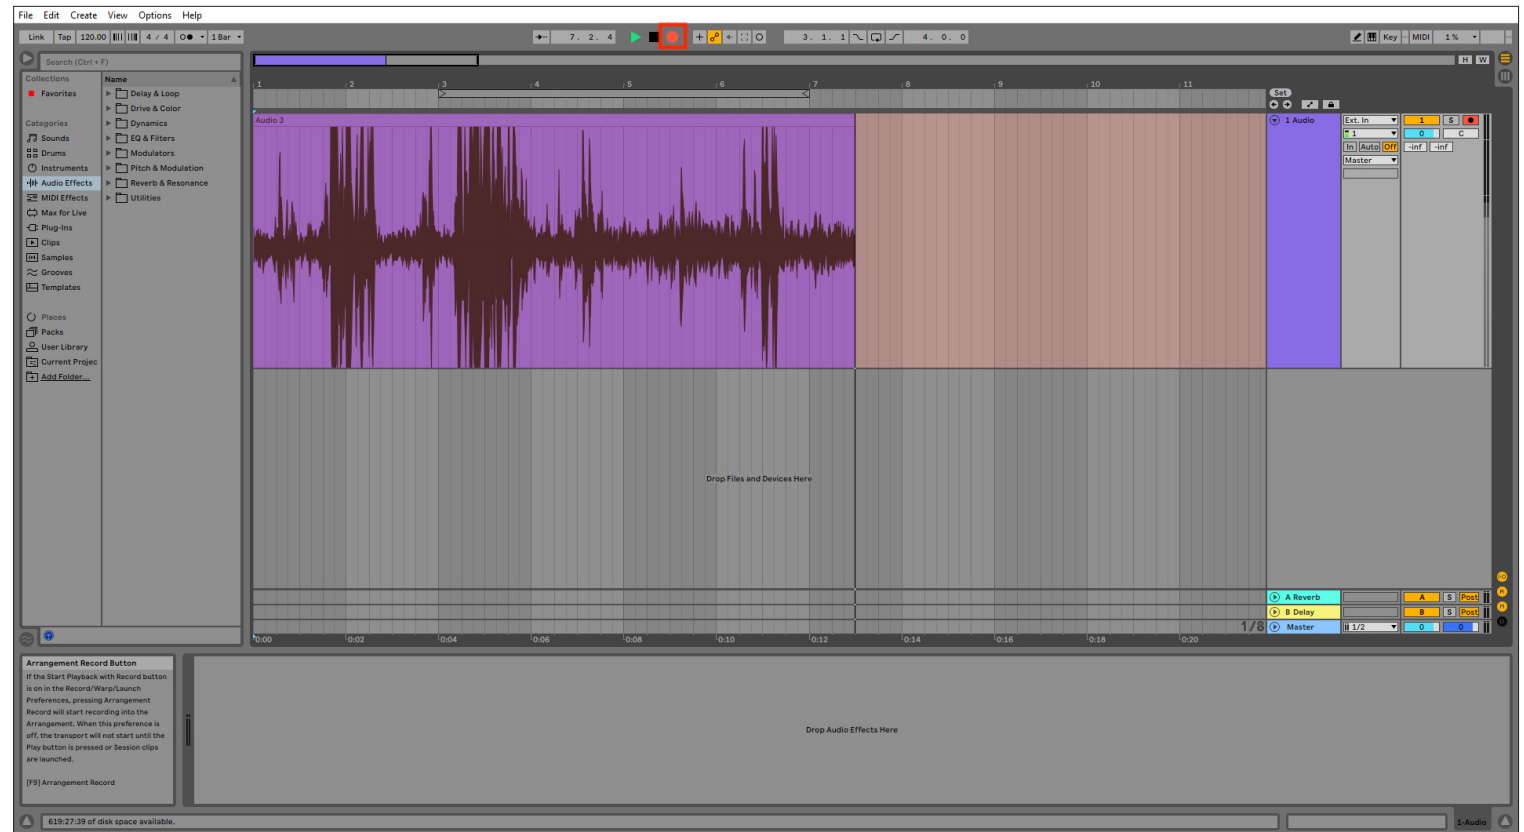 File Edit Create View Options Help
Link Tap 120.00 4 / 4 1 Bar 7. 2. 4 3. 1. 1 4. 0. 0 Key MIDI 1 %
Search (Ctrl + F) H W
Collections Name
Favorites Delay & Loop
Drive & Color
Categories Dynamics
Sounds EQ & Filters
Drums Modulators
Instruments Pitch & Modulation
Audio Effects Reverb & Resonance
MIDI Effects Utilities
Max for Live
Plug-Ins
Clips
Samples
Grooves
Templates
Places
Packs
User Library
Current Projec
Add Folder...
1 2 3 4 5 6 7 8 9 10 11
Set
Audio 3
1 Audio Ext. In 1 S
1 0 C
In Auto Off -inf -inf
Master
Drop Files and Devices Here
A Reverb A S Post
B Delay B S Post
1/8 Master 1/2 0 0
0:00 0:02 0:04 0:06 0:08 0:10 0:12 0:14 0:16 0:18 0:20
Arrangement Record Button
If the Start Playback with Record button
is on in the Record/Warp/Launch
Preferences, pressing Arrangement
Record will start recording into the
Arrangement. When this preference is
off, the transport will not start until the
Play button is pressed or Session clips
are launched.
[F9] Arrangement Record
Drop Audio Effects Here
619:27:39 of disk space available.
1-Audio